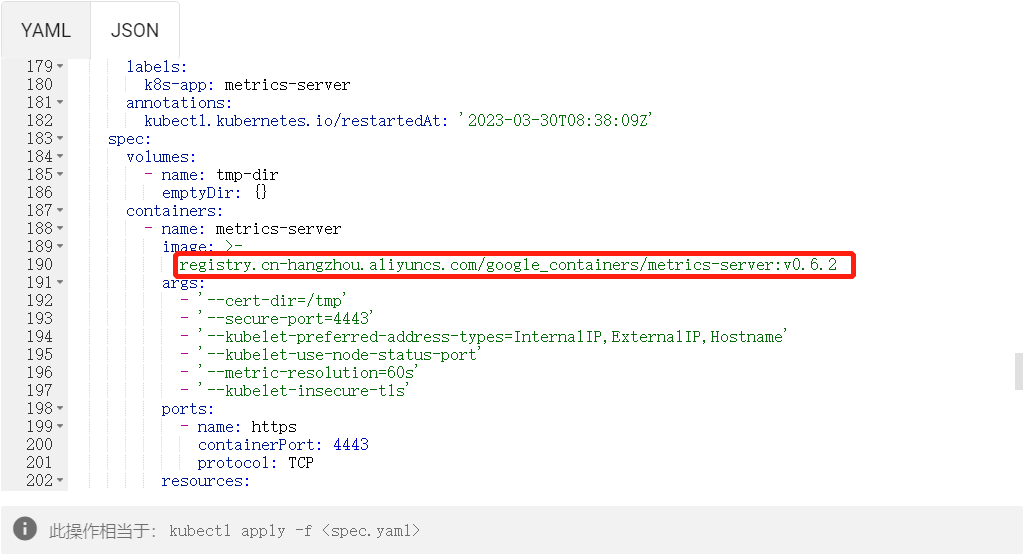 YAML JSON
179 labels:
180 k8s-app: metrics-server
181 annotations:
182 kubectl.kubernetes.io/restartedAt: '2023-03-30T08:38:09Z'
183 spec:
184 volumes:
185 - name: tmp-dir
186 emptyDir: {}
187 containers:
188 - name: metrics-server
189 image: >-
190 registry.cn-hangzhou.aliyuncs.com/google_containers/metrics-server:v0.6.2
191 args:
192 - '--cert-dir=/tmp'
193 - '--secure-port=4443'
194 - '--kubelet-preferred-address-types=InternalIP,ExternalIP,Hostname'
195 - '--kubelet-use-node-status-port'
196 - '--metric-resolution=60s'
197 - '--kubelet-insecure-tls'
198 ports:
199 - name: https
200 containerPort: 4443
201 protocol: TCP
202 resources:
此操作相当于: kubectl apply -f <spec.yaml>